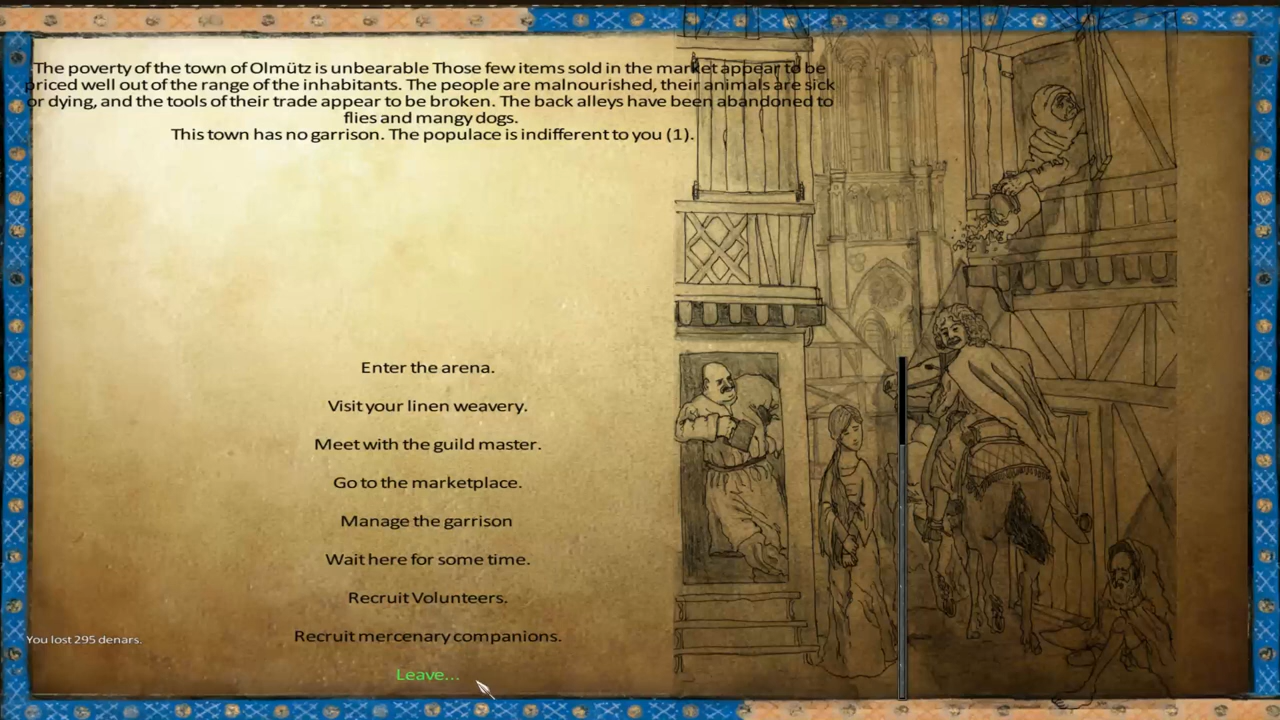 The poverty of the town of Olmütz is unbearable Those few items sold in the market appear to be
priced well out of the range of the inhabitants. The people are malnourished, their animals are sick
or dying, and the tools of their trade appear to be broken. The back alleys have been abandoned to
flies and mangy dogs.
This town has no garrison. The populace is indifferent to you (1).
Enter the arena.
Visit your linen weavery.
Meet with the guild master.
Go to the marketplace.
Manage the garrison
Wait here for some time.
Recruit Volunteers.
You lost 295 denars.
Recruit mercenary companions.
Leave...